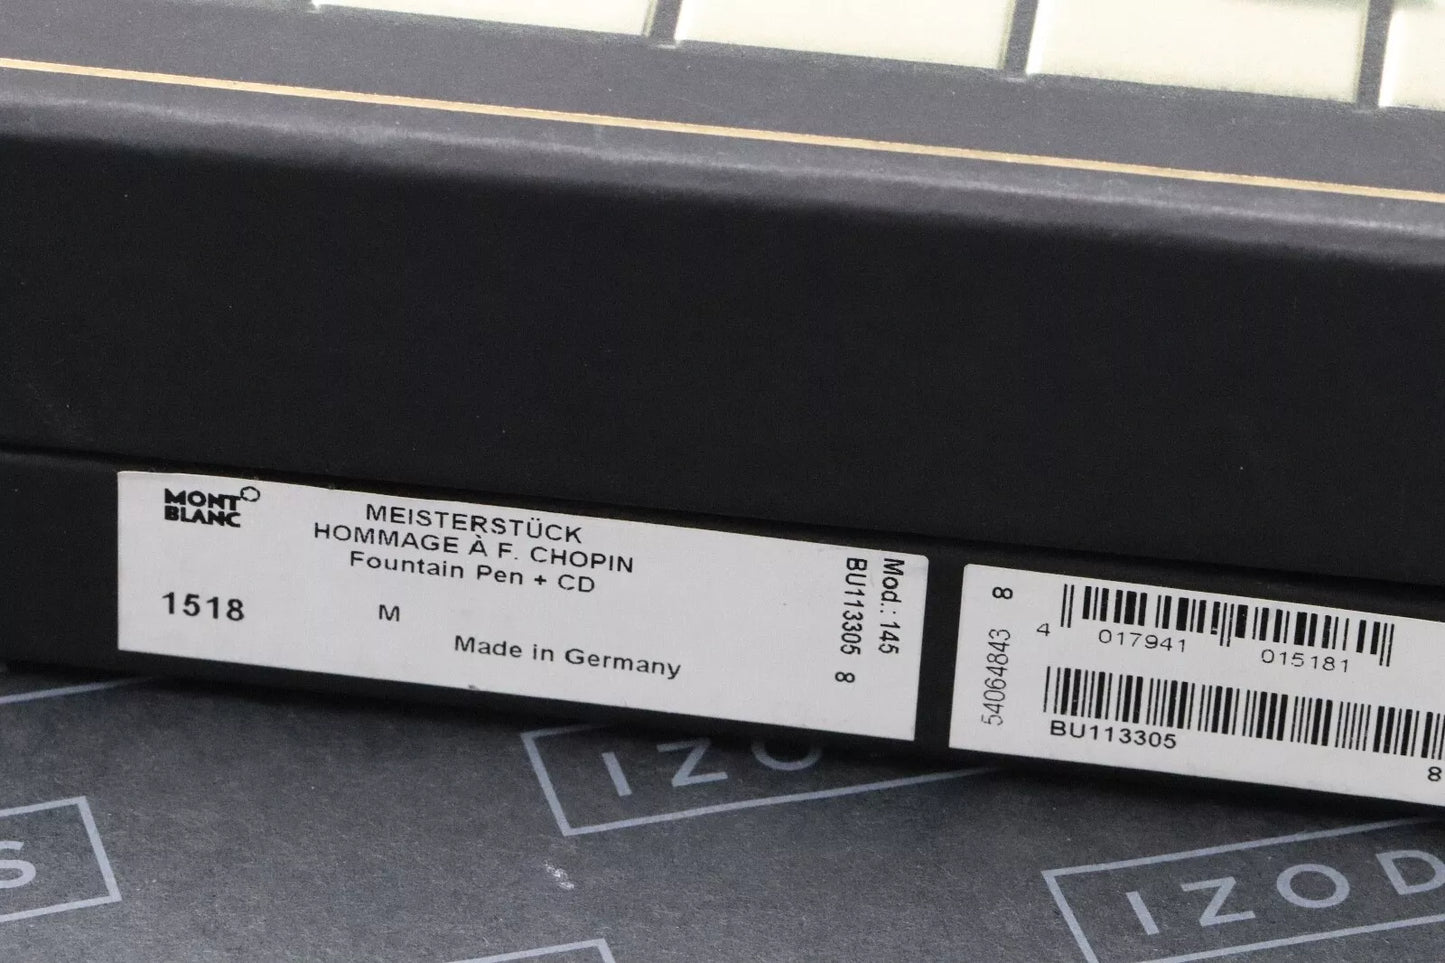 MONT
BLANC
MEISTERSTÜCK
HOMMAGE À F. CHOPIN
Fountain Pen + CD
1518
M
Made in Germany
Mod.: 145
BU113305 8
8
54064843
4 017941 015181
BU113305
8
S
IZO
IZOD